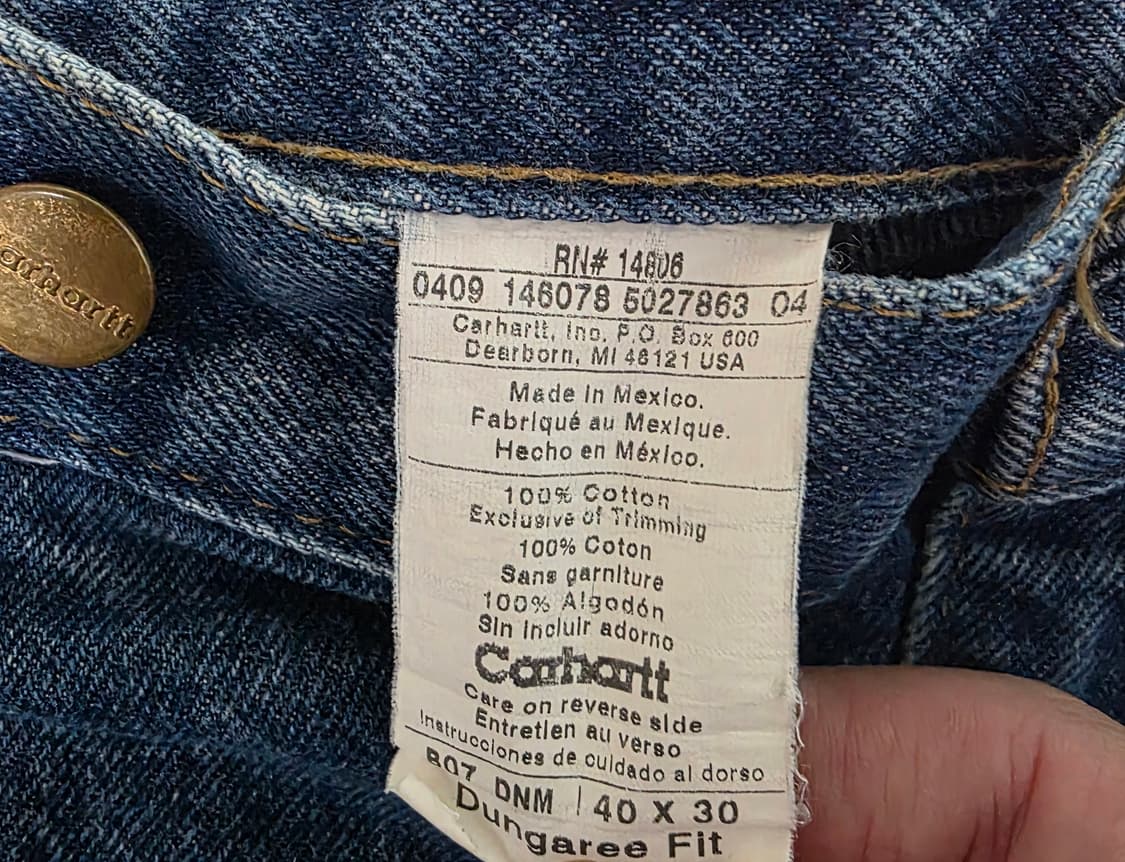 arhartt
RN# 14806
0409 146078 5027863 04
Carhartt, Inc. P.O. Box 600
Dearborn, MI 48121 USA
Made in Mexico.
Fabriqué au Mexique.
Hecho en México.
100% Cotton
Exclusive of Trimming
100% Coton
Sans garniture
100% Algodón
Sin incluir adorno
Carhartt
Care on reverse side
Entretien au verso
Instrucciones de cuidado al dorso
B07 DNM | 40 X 30
Dungaree Fit